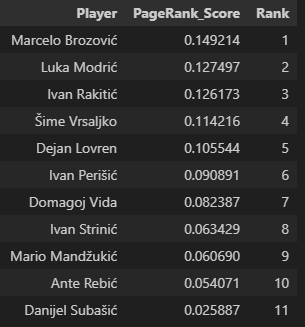 Player PageRank_Score Rank
Marcelo Brozović 0.149214 1
Luka Modrić 0.127497 2
Ivan Rakitić 0.126173 3
Šime Vrsaljko 0.114216 4
Dejan Lovren 0.105544 5
Ivan Perišić 0.090891 6
Domagoj Vida 0.082387 7
Ivan Strinić 0.063429 8
Mario Mandžukić 0.060690 9
Ante Rebić 0.054071 10
Danijel Subašić 0.025887 11